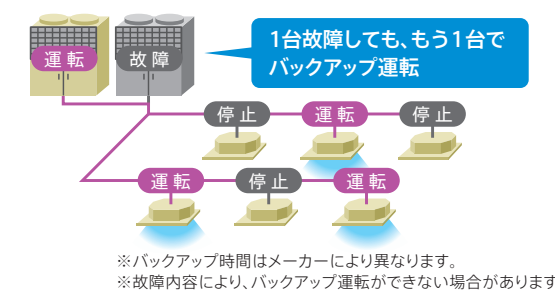 運転
故障
1台故障しても、もう1台で
バックアップ運転
停止
運転
停止
運転
停止
運転
※バックアップ時間はメーカーにより異なります。
※故障内容により、バックアップ運転ができない場合があります